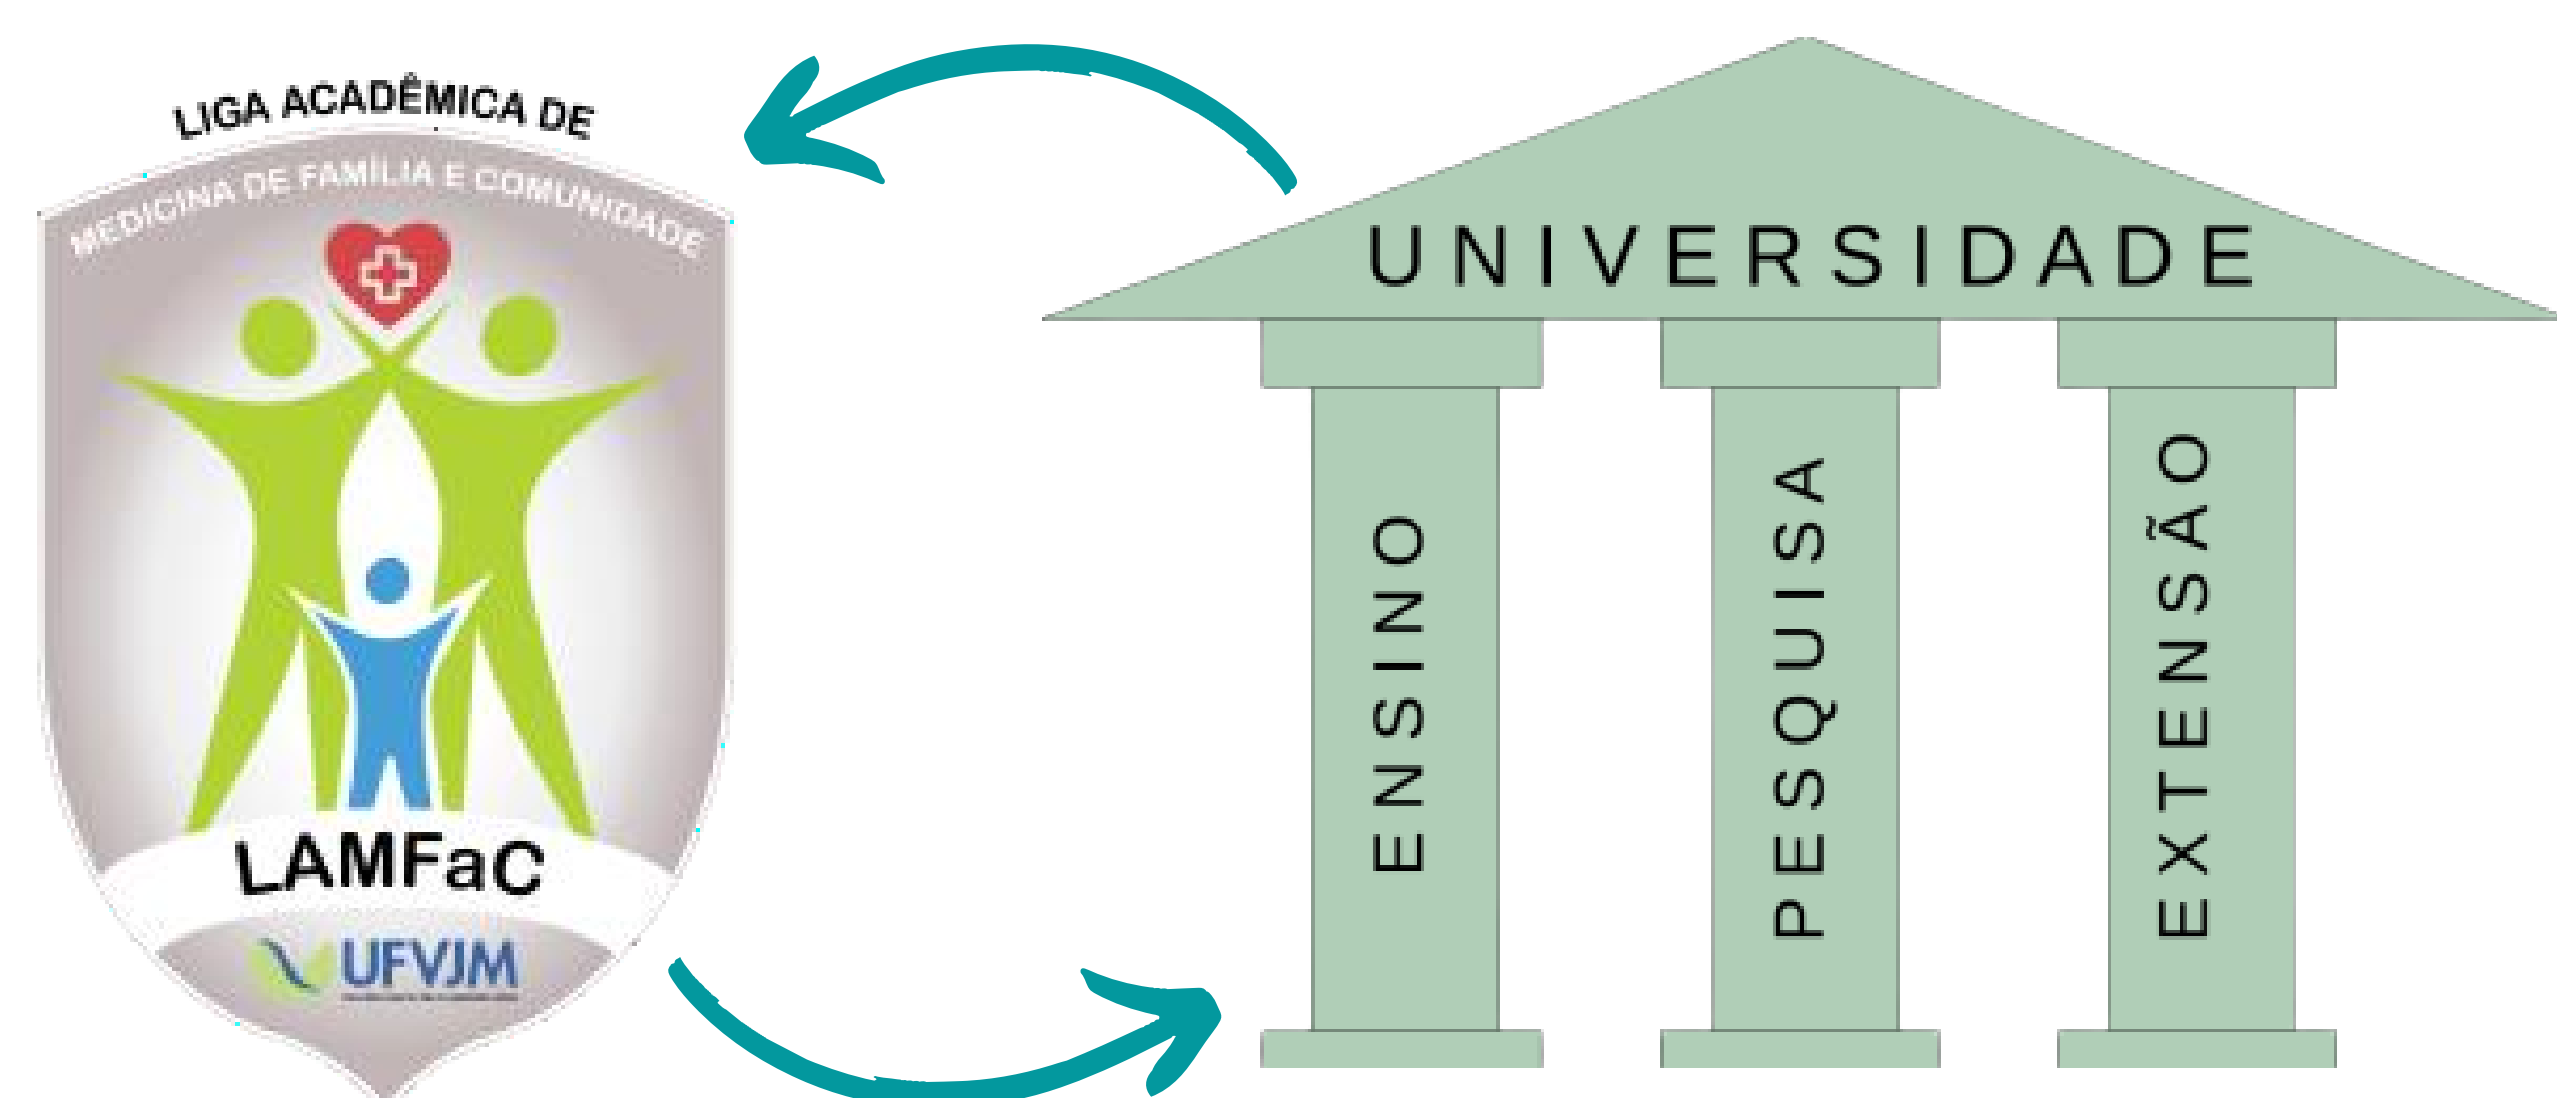 LIGA ACADÊMICA DE
MEDICINA DE FAMÍLIA E COMUNIDADE
LAMFaC
UFVJM
UNIVERSIDADE
ENSINO
PESQUISA
EXTENSÃO